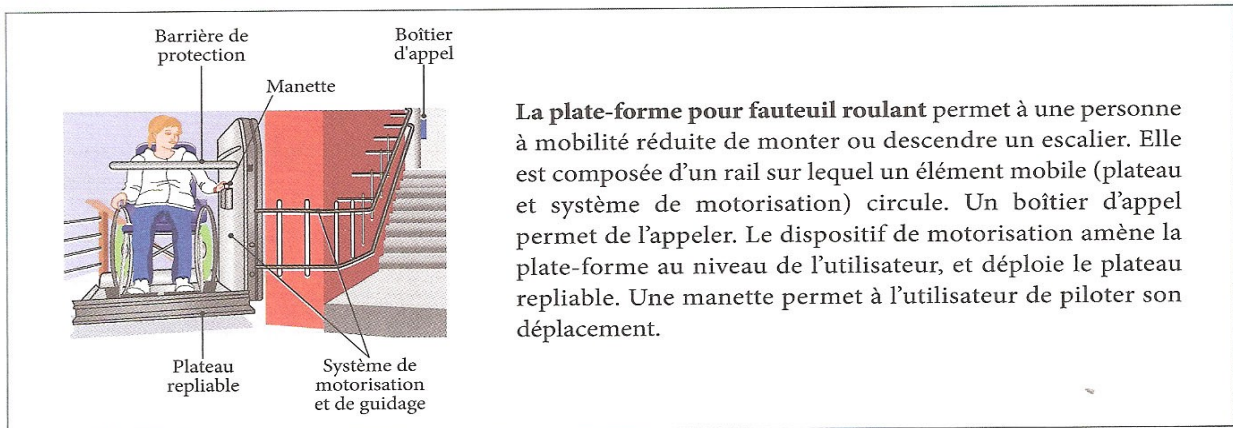 Barrière de
protection
Boîtier
d'appel
Manette
Plateau
repliable
Système de
motorisation
et de guidage
La plate-forme pour fauteuil roulant permet à une personne
à mobilité réduite de monter ou descendre un escalier. Elle
est composée d'un rail sur lequel un élément mobile (plateau
et système de motorisation) circule. Un boîtier d'appel
permet de l'appeler. Le dispositif de motorisation amène la
plate-forme au niveau de l'utilisateur, et déploie le plateau
repliable. Une manette permet à l'utilisateur de piloter son
déplacement.